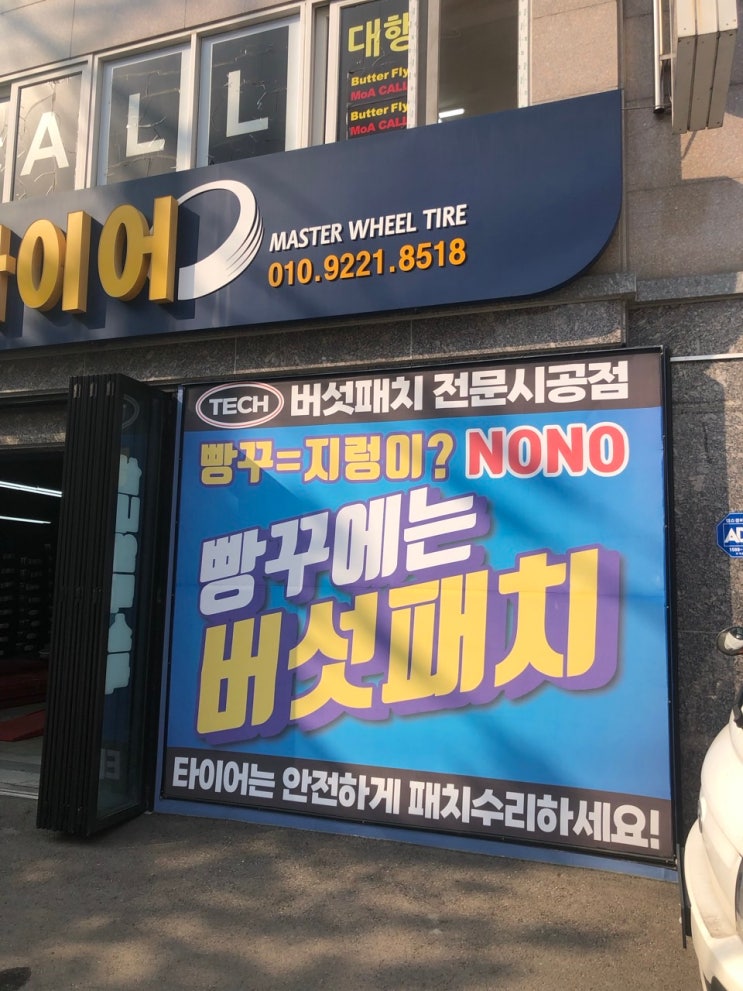 대행
Butter Fly
MoA CALL
Butter Fly
MoA CALL
ALL
타이어
MASTER WHEEL TIRE
010.9221.8518
TECH 버섯패치 전문시공점
빵꾸=지렁이? NONO
빵꾸에는
버섯패치
타이어는 안전하게 패치수리하세요!